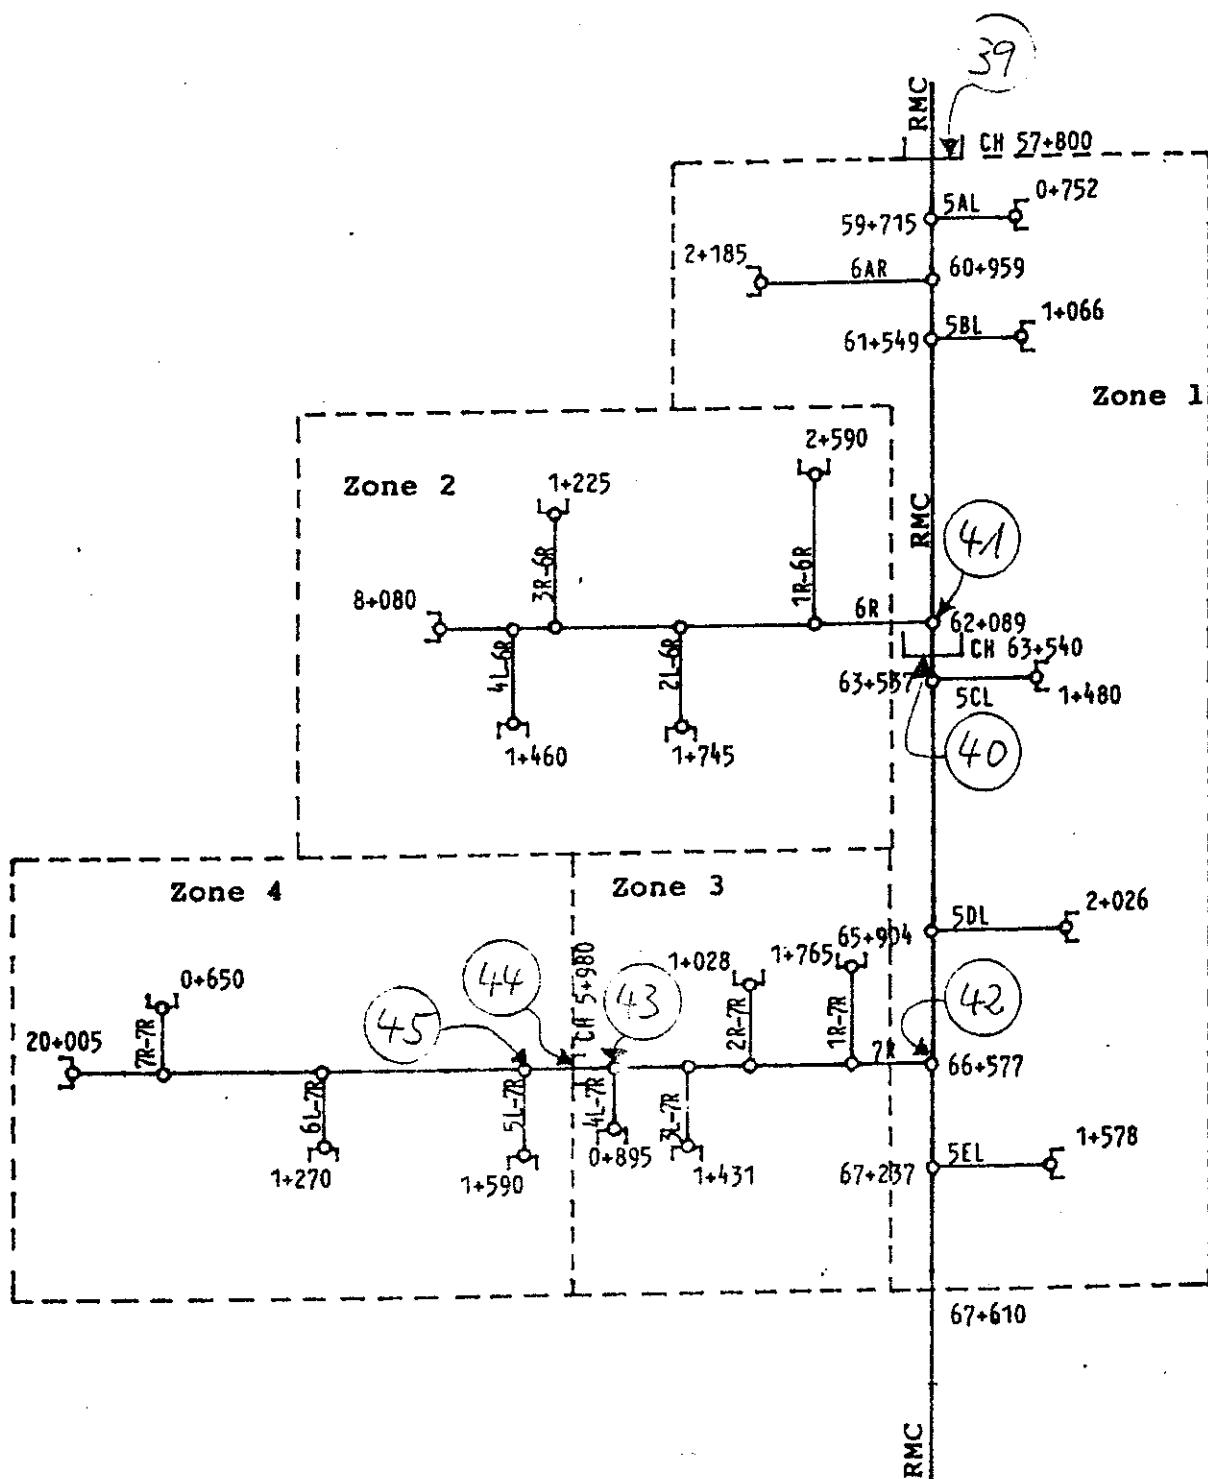 39
RMC
CH 57+800
5AL
0+752
59+715
2+185
6AR
60+959
5BL
1+066
61+549
Zone 1
Zone 2
2+590
1+225
RMC
41
3R-6R
1R-6R
8+080
6R
62+089
4L-6R
2L-6R
CH 63+540
63+557
5CL
1+480
1+460
1+745
40
Zone 4
Zone 3
5DL
2+026
65+904
CH 5+980
1+028
1+765
0+650
44
43
42
45
20+005
7R-7R
2R-7R
1R-7R
7R
66+577
6L-7R
5L-7R
4L-7R
3L-7R
1+270
1+590
0+895
1+431
67+237
5EL
1+578
67+610
RMC